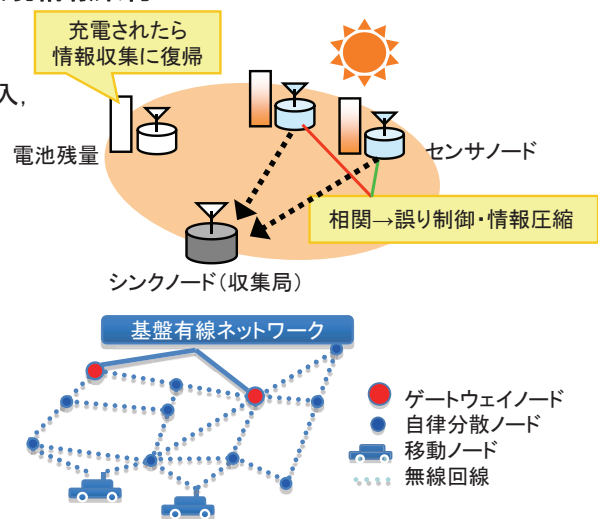 充電されたら
情報収集に復帰
入,
電池残量
センサノード
相関→誤り制御・情報圧縮
シンクノード(収集局)
基盤有線ネットワーク
ゲートウェイノード
自律分散ノード
移動ノード
無線回線